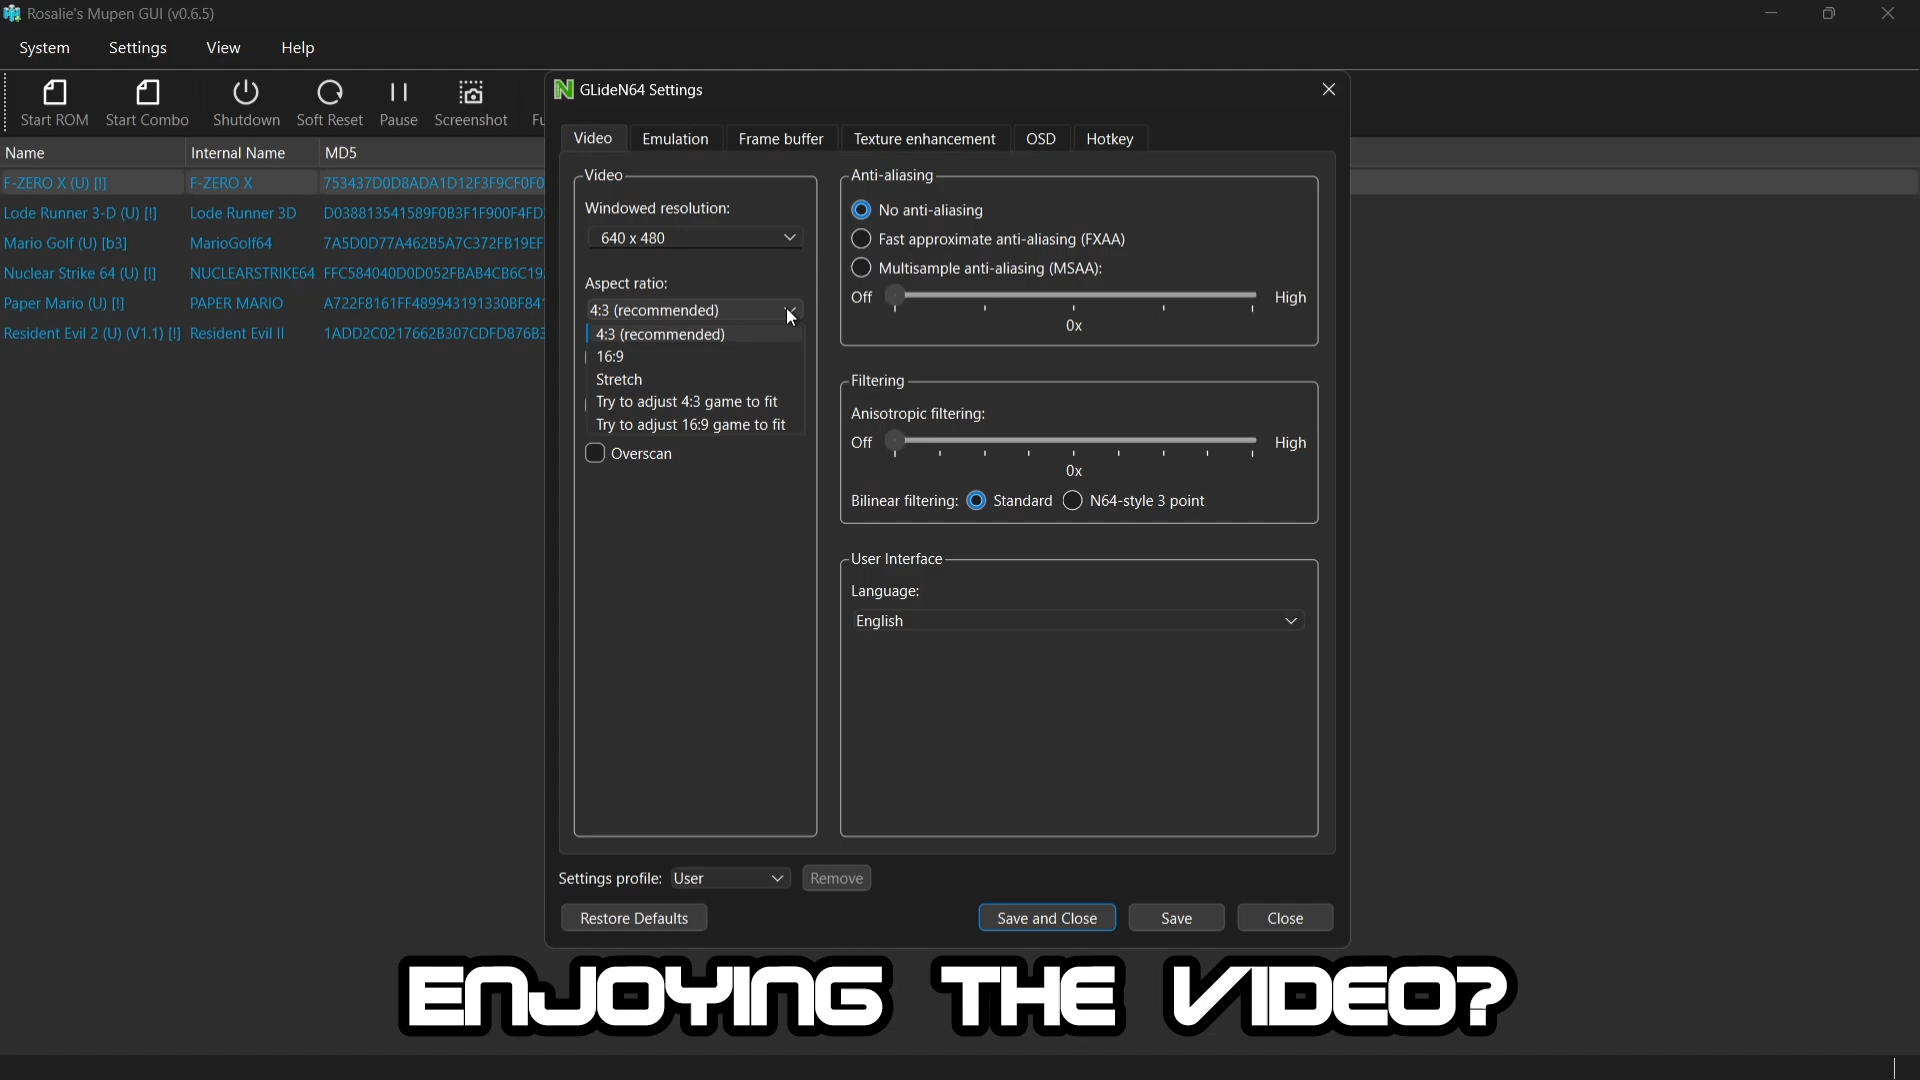 Rosalie's Mupen GUI (v0.6.5)
System Settings View Help
Start ROM Start Combo Shutdown Soft Reset Pause Screenshot Fu
Name Internal Name MD5
F-ZERO X (U) [!] F-ZERO X 753437D0D8ADA1D12F3F9CF0F0
Lode Runner 3-D (U) [!] Lode Runner 3D D038813541589F0B3F1F900F4FD
Mario Golf (U) [b3] MarioGolf64 7A5D0D77A462B5A7C372FB19EF
Nuclear Strike 64 (U) [!] NUCLEARSTRIKE64 FFC584040D0D052FBAB4CB6C19
Paper Mario (U) [!] PAPER MARIO A722F8161FF489943191330BF841
Resident Evil 2 (U) (V1.1) [!] Resident Evil II 1ADD2C0217662B307CDFD876B3
GLideN64 Settings
Video Emulation Frame buffer Texture enhancement OSD Hotkey
Video
Windowed resolution:
640 x 480
Aspect ratio:
4:3 (recommended)
4:3 (recommended)
16:9
Stretch
Try to adjust 4:3 game to fit
Try to adjust 16:9 game to fit
Overscan
Anti-aliasing
No anti-aliasing
Fast approximate anti-aliasing (FXAA)
Multisample anti-aliasing (MSAA):
Off High
0x
Filtering
Anisotropic filtering:
Off High
0x
Bilinear filtering: Standard N64-style 3 point
User Interface
Language:
English
Settings profile: User Remove
Restore Defaults Save and Close Save Close
ENJOYING THE VIDEO?